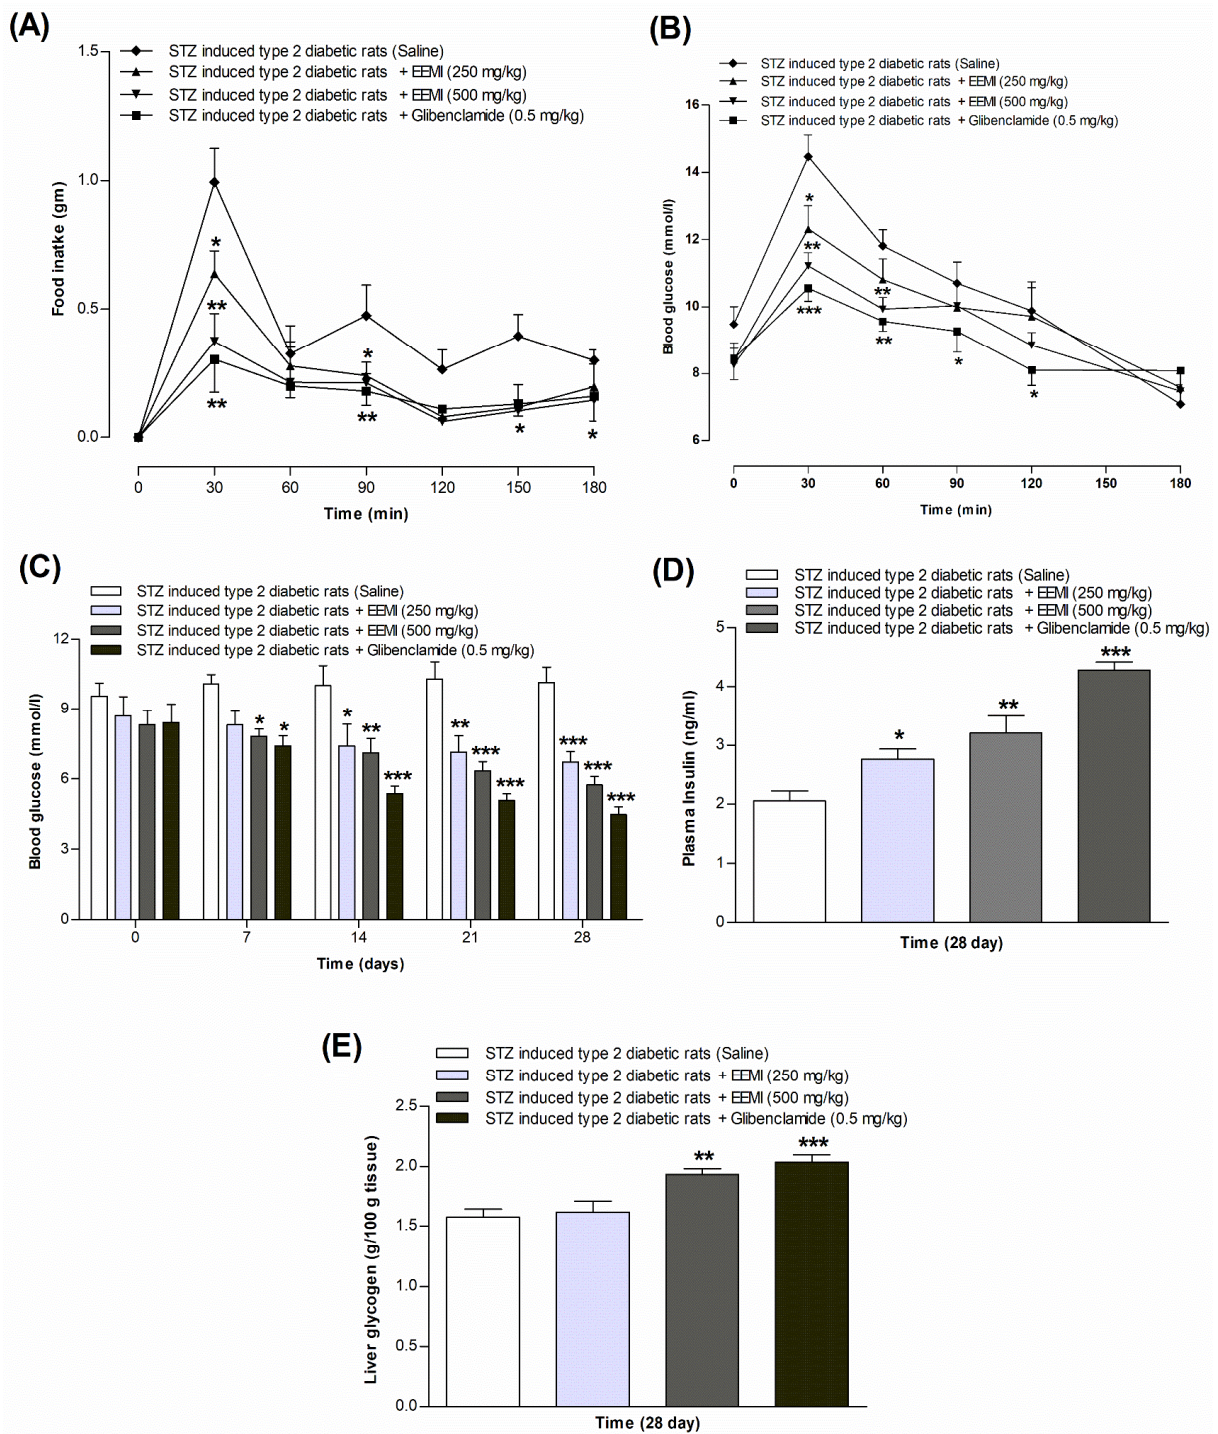 (A)
STZ induced type 2 diabetic rats (Saline)
STZ induced type 2 diabetic rats + EEMI (250 mg/kg)
STZ induced type 2 diabetic rats + EEMI (500 mg/kg)
STZ induced type 2 diabetic rats + Glibenclamide (0.5 mg/kg)
Food inatke (gm)
1.5
1.0
0.5
0.0
*
**
**
*
**
*
*
0 30 60 90 120 150 180
Time (min)
(B)
STZ induced type 2 diabetic rats (Saline)
STZ induced type 2 diabetic rats + EEMI (250 mg/kg)
STZ induced type 2 diabetic rats + EEMI (500 mg/kg)
STZ induced type 2 diabetic rats + Glibenclamide (0.5 mg/kg)
Blood glucose (mmol/l)
16
14
12
10
8
6
*
**
***
**
**
*
*
0 30 60 90 120 150 180
Time (min)
(C)
STZ induced type 2 diabetic rats (Saline)
STZ induced type 2 diabetic rats + EEMI (250 mg/kg)
STZ induced type 2 diabetic rats + EEMI (500 mg/kg)
STZ induced type 2 diabetic rats + Glibenclamide (0.5 mg/kg)
Blood glucose (mmol/l)
12
9
6
3
0
* *
* ** ***
** *** ***
*** *** ***
0 7 14 21 28
Time (days)
(D)
STZ induced type 2 diabetic rats (Saline)
STZ induced type 2 diabetic rats + EEMI (250 mg/kg)
STZ induced type 2 diabetic rats + EEMI (500 mg/kg)
STZ induced type 2 diabetic rats + Glibenclamide (0.5 mg/kg)
Plasma Insulin (ng/ml)
5
4
3
2
1
0
* ** ***
Time (28 day)
(E)
STZ induced type 2 diabetic rats (Saline)
STZ induced type 2 diabetic rats + EEMI (250 mg/kg)
STZ induced type 2 diabetic rats + EEMI (500 mg/kg)
STZ induced type 2 diabetic rats + Glibenclamide (0.5 mg/kg)
Liver glycogen (g/100 g tissue)
2.5
2.0
1.5
1.0
0.5
0.0
** ***
Time (28 day)